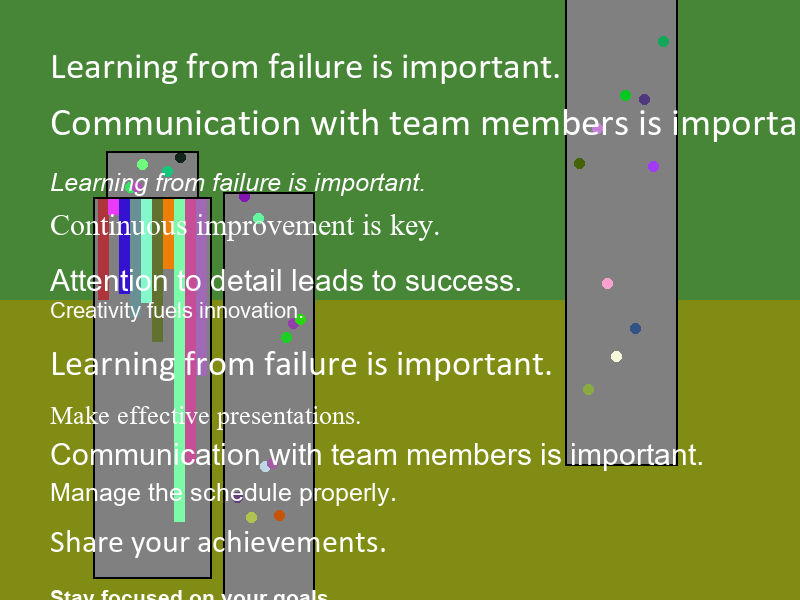 Learning from failure is important.
Communication with team members is importa
Learning from failure is important.
Continuous improvement is key.
Attention to detail leads to success.
Creativity fuels innovation.
Learning from failure is important.
Make effective presentations.
Communication with team members is important.
Manage the schedule properly.
Share your achievements.
Stay focused on your goals